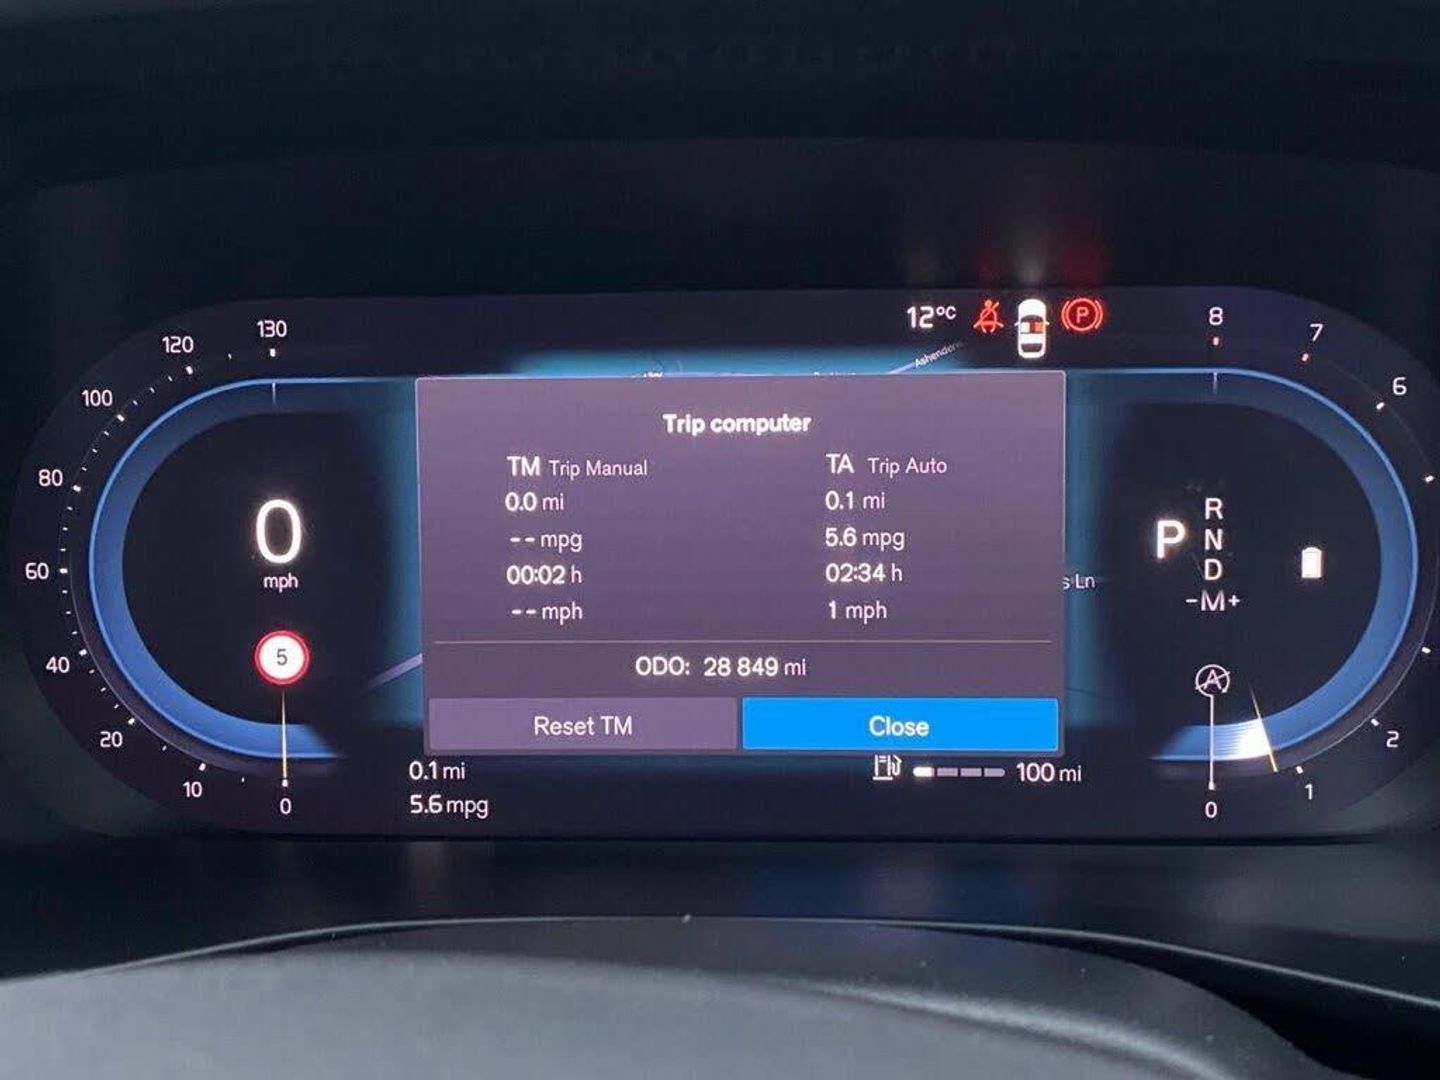 12°C
P
Ashendene
130
120
100
80
60
40
20
10
0
0
mph
5
Trip computer
TM Trip Manual
0.0 mi
-- mpg
00:02 h
-- mph
TA Trip Auto
0.1 mi
5.6 mpg
02:34 h
1 mph
ODO: 28 849 mi
Reset TM
Close
s Ln
0.1 mi
5.6 mpg
100 mi
P
R
N
D
-M+
A
8
7
6
2
1
0